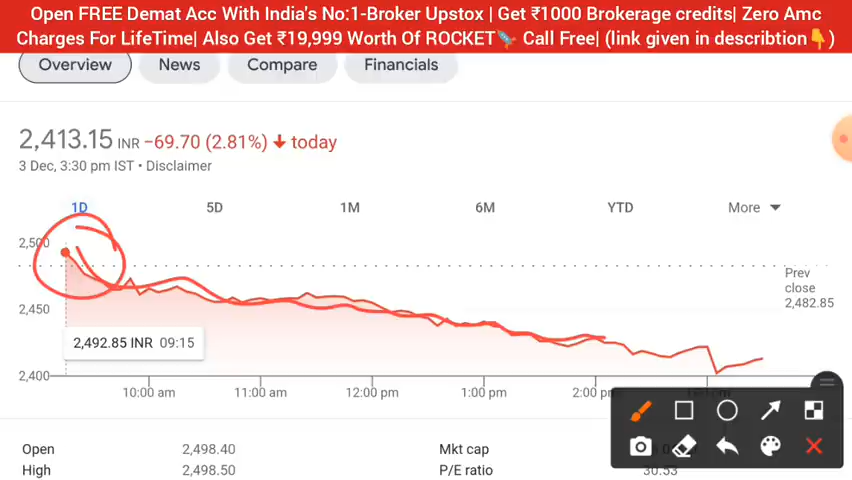 Open FREE Demat Acc With India's No:1-Broker Upstox | Get ₹1000 Brokerage credits| Zero Amc
Charges For LifeTime| Also Get ₹19,999 Worth Of ROCKET🚀 Call Free| (link given in describtion👇)
Overview News Compare Financials
2,413.15 INR −69.70 (2.81%) ↓ today
3 Dec, 3:30 pm IST • Disclaimer
1D 5D 1M 6M YTD More
2,500
Prev
close
2,482.85
2,450
2,492.85 INR 09:15
2,400
10:00 am 11:00 am 12:00 pm 1:00 pm 2:00 pm
Open 2,498.40 Mkt cap
High 2,498.50 P/E ratio 30.53